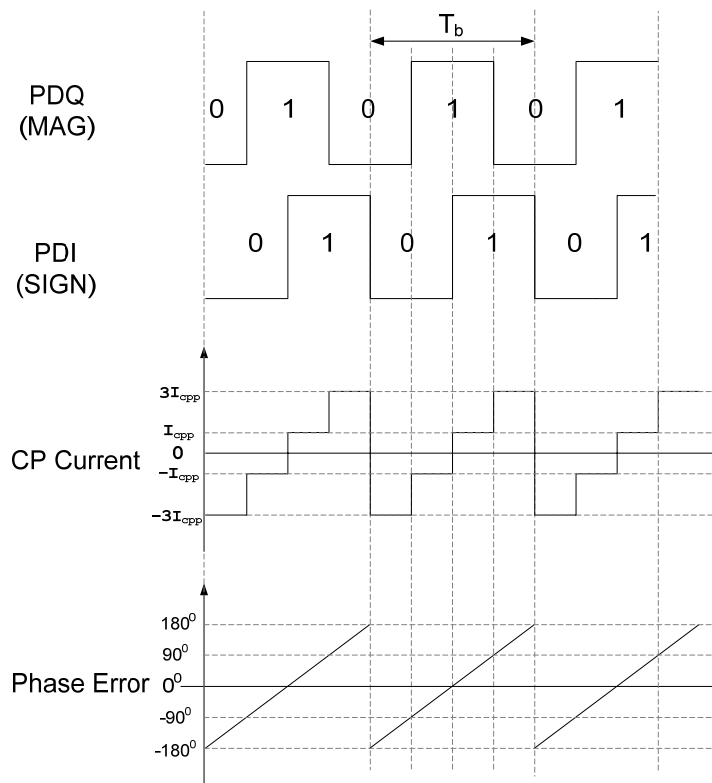 T_b
PDQ
(MAG)
0 1 0 1 0 1
PDI
(SIGN)
0 1 0 1 0 1
CP Current
3I_cpp
I_cpp
0
-I_cpp
-3I_cpp
Phase Error
180⁰
90⁰
0⁰
-90⁰
-180⁰